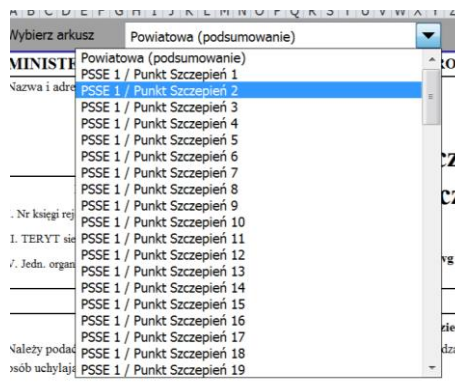 A B C D E F G H I J K L M N O P Q R S T U V W X Y Z
Wybierz arkusz Powiatowa (podsumowanie)
MINISTE
Nazwa i adre
Powiatowa (podsumowanie)
PSSE 1 / Punkt Szczepień 1
PSSE 1 / Punkt Szczepień 2
PSSE 1 / Punkt Szczepień 3
PSSE 1 / Punkt Szczepień 4
PSSE 1 / Punkt Szczepień 5
PSSE 1 / Punkt Szczepień 6
PSSE 1 / Punkt Szczepień 7
PSSE 1 / Punkt Szczepień 8
PSSE 1 / Punkt Szczepień 9
PSSE 1 / Punkt Szczepień 10
PSSE 1 / Punkt Szczepień 11
PSSE 1 / Punkt Szczepień 12
PSSE 1 / Punkt Szczepień 13
PSSE 1 / Punkt Szczepień 14
PSSE 1 / Punkt Szczepień 15
PSSE 1 / Punkt Szczepień 16
PSSE 1 / Punkt Szczepień 17
PSSE 1 / Punkt Szczepień 18
PSSE 1 / Punkt Szczepień 19
. Nr księgi rej
I. TERYT sie
V. Jedn. organ
Należy podać
osób uchylają